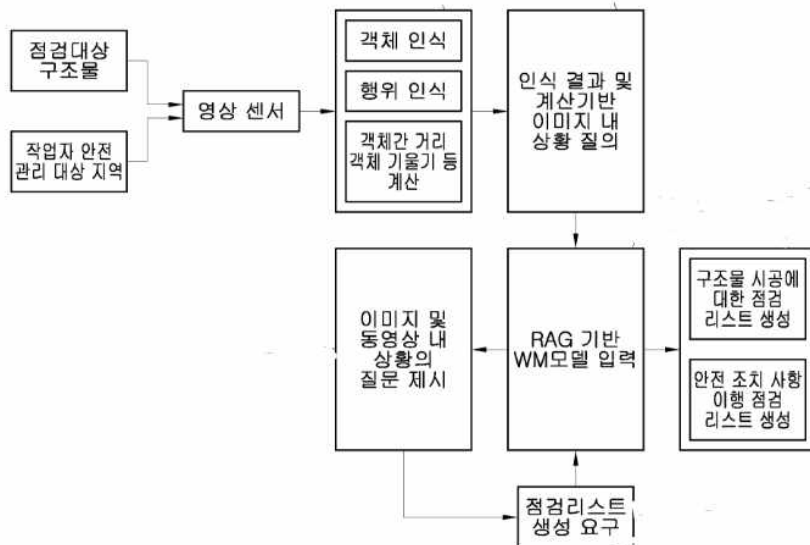 점검대상
구조물
작업자 안전
관리 대상 지역
영상 센서
객체 인식
행위 인식
객체간 거리
객체 기울기 등
계산
인식 결과 및
계산기반
이미지 내
상황 질의
이미지 및
동영상 내
상황의
질문 제시
RAG 기반
WM모델 입력
구조물 시공에
대한 점검
리스트 생성
안전 조치 사항
이행 점검
리스트 생성
점검리스트
생성 요구